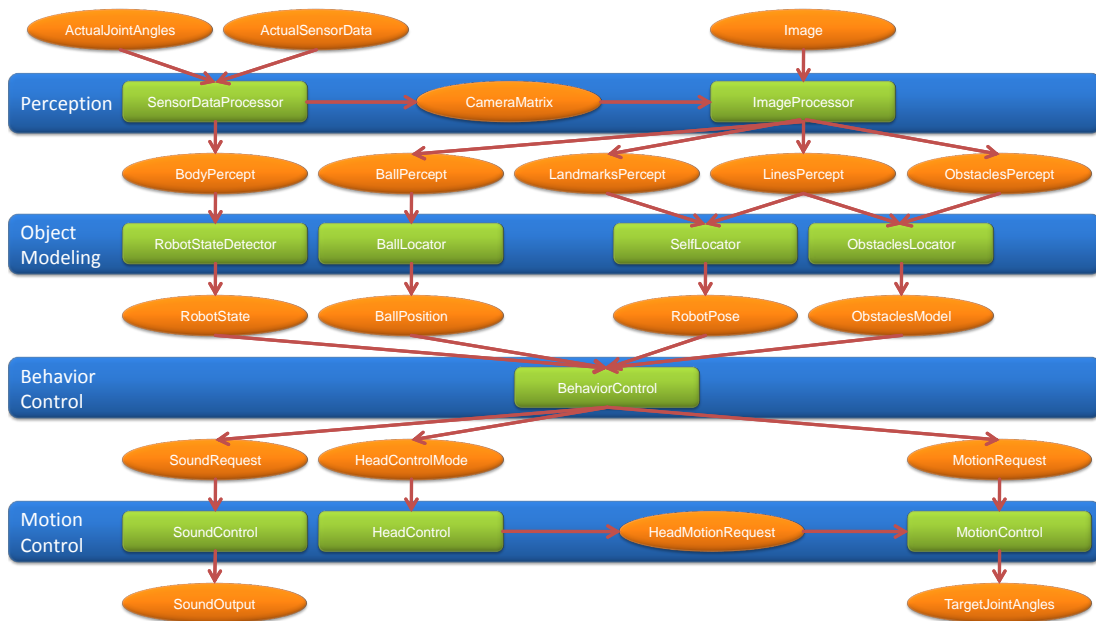 ActualJointAngles
ActualSensorData
Image
Perception
SensorDataProcessor
CameraMatrix
ImageProcessor
BodyPercept
BallPercept
LandmarksPercept
LinesPercept
ObstaclesPercept
Object
Modeling
RobotStateDetector
BallLocator
SelfLocator
ObstaclesLocator
RobotState
BallPosition
RobotPose
ObstaclesModel
Behavior
Control
BehaviorControl
SoundRequest
HeadControlMode
MotionRequest
Motion
Control
SoundControl
HeadControl
HeadMotionRequest
MotionControl
SoundOutput
TargetJointAngles